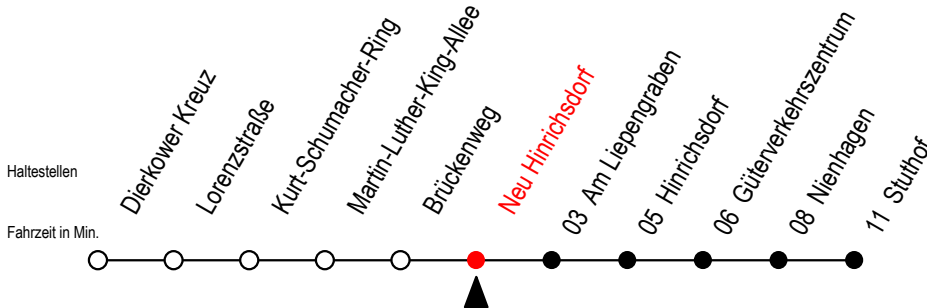 Haltestellen
Fahrzeit in Min.
Dierkower Kreuz
Lorenzstraße
Kurt-Schumacher-Ring
Martin-Luther-King-Allee
Brückenweg
Neu Hinrichsdorf
03 Am Liepengraben
05 Hinrichsdorf
06 Güterverkehrszentrum
08 Nienhagen
11 Stuthof